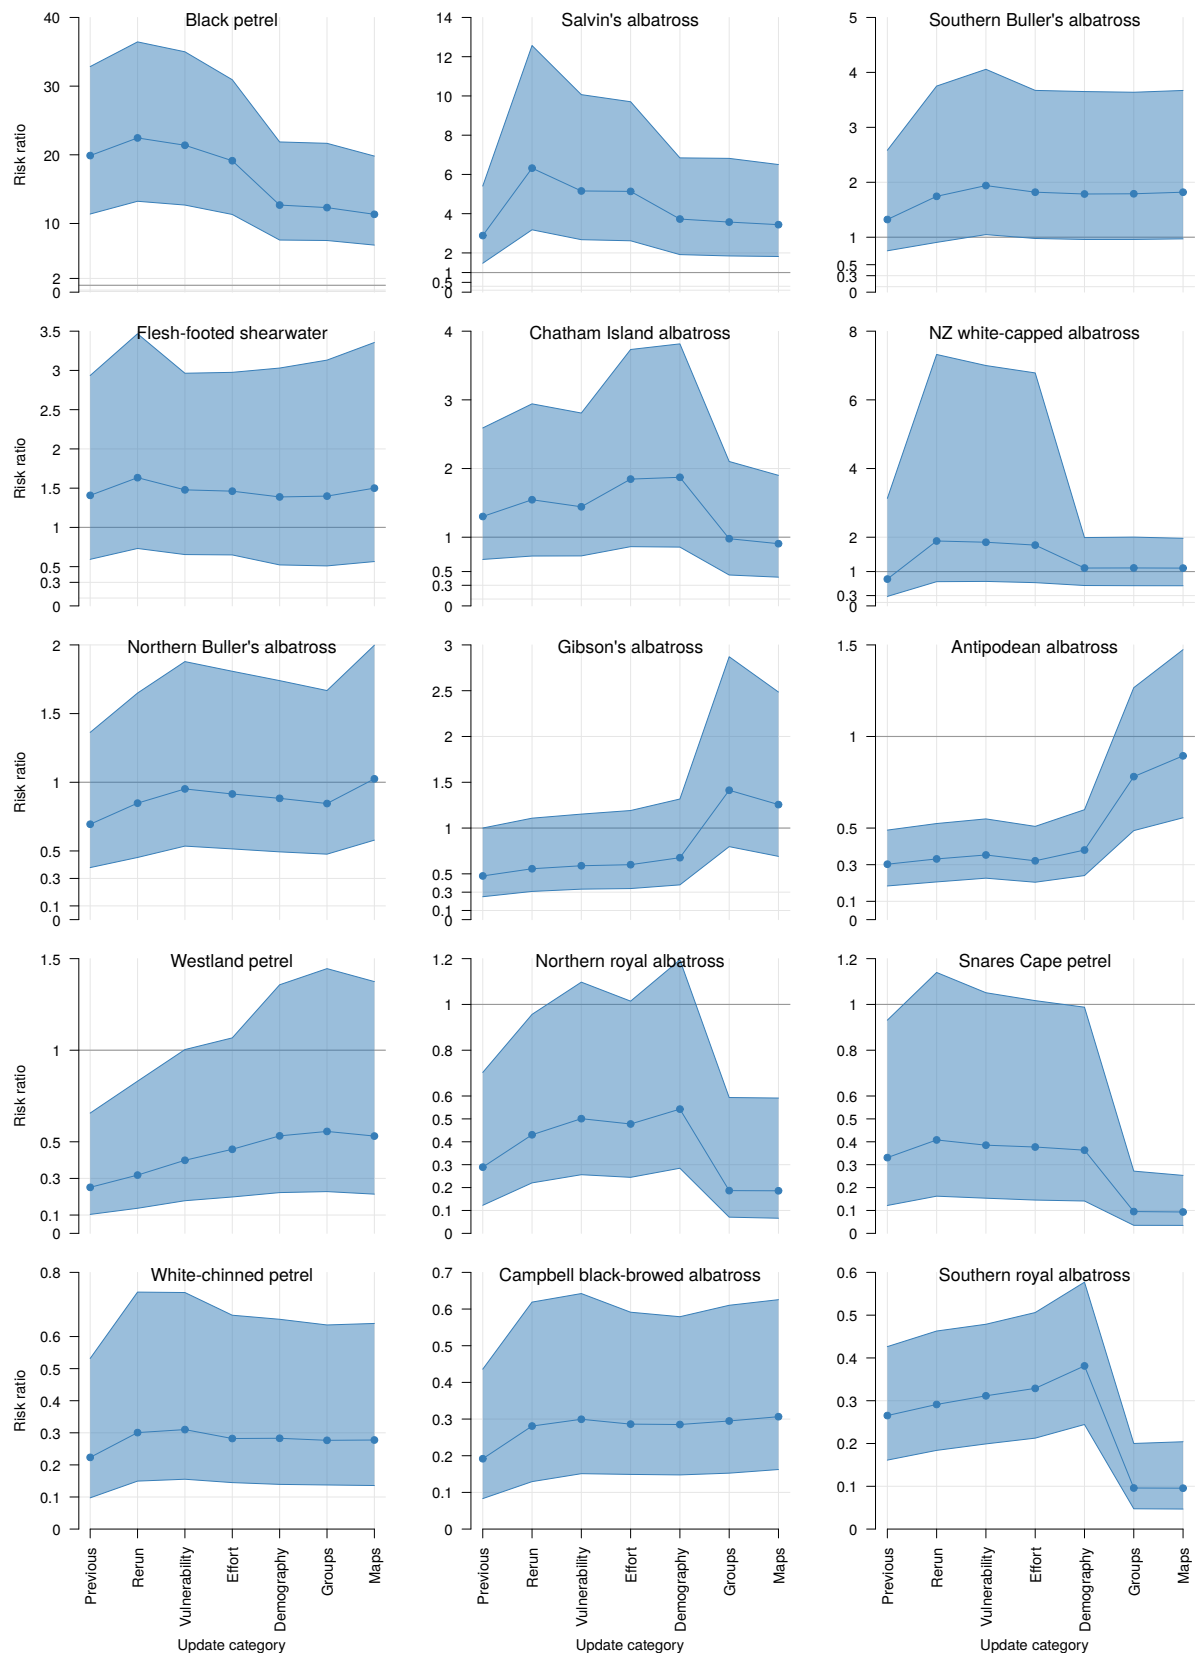 Black petrel
Salvin's albatross
Southern Buller's albatross
Risk ratio
40
30
20
10
2
0
14
12
10
8
6
4
2
1
0.5
0
5
4
3
2
1
0.5
0.3
0
Flesh-footed shearwater
Chatham Island albatross
NZ white-capped albatross
Risk ratio
3.5
3
2.5
2
1.5
1
0.5
0.3
0
4
3
2
1
0.5
0.3
0
8
6
4
2
1
0.3
0
Northern Buller's albatross
Gibson's albatross
Antipodean albatross
Risk ratio
2
1.5
1
0.5
0.3
0.1
0
3
2.5
2
1.5
1
0.5
0.3
0.1
0
1.5
1
0.5
0.3
0.1
0
Westland petrel
Northern royal albatross
Snares Cape petrel
Risk ratio
1.5
1
0.5
0.3
0.1
0
1.2
1
0.8
0.6
0.5
0.4
0.3
0.2
0.1
0
1.2
1
0.8
0.6
0.5
0.4
0.3
0.2
0.1
0
White-chinned petrel
Campbell black-browed albatross
Southern royal albatross
Risk ratio
0.8
0.6
0.5
0.4
0.3
0.2
0.1
0
0.7
0.6
0.5
0.4
0.3
0.2
0.1
0
0.6
0.5
0.4
0.3
0.2
0.1
0
Previous
Rerun
Vulnerability
Effort
Demography
Groups
Maps
Previous
Rerun
Vulnerability
Effort
Demography
Groups
Maps
Previous
Rerun
Vulnerability
Effort
Demography
Groups
Maps
Update category
Update category
Update category